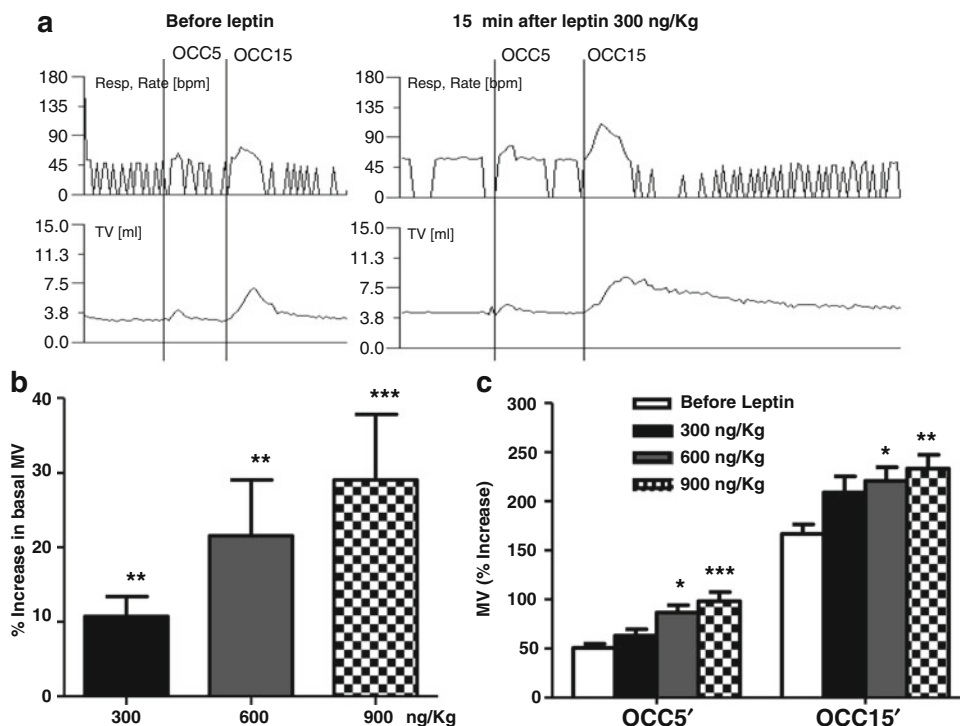 a
Before leptin
15 min after leptin 300 ng/Kg
OCC5 OCC15
OCC5 OCC15
180
135
90
45
0
Resp, Rate [bpm]
180
135
90
45
0
Resp, Rate [bpm]
15.0
11.3
7.5
3.8
0.0
TV [ml]
15.0
11.3
7.5
3.8
0.0
TV [ml]
b
% Increase in basal MV
40
30
20
10
0
**
**
***
300 600 900 ng/Kg
c
MV (% Increase)
300
250
200
150
100
50
0
Before Leptin
300 ng/Kg
600 ng/Kg
900 ng/Kg
*
***
*
**
OCC5′ OCC15′